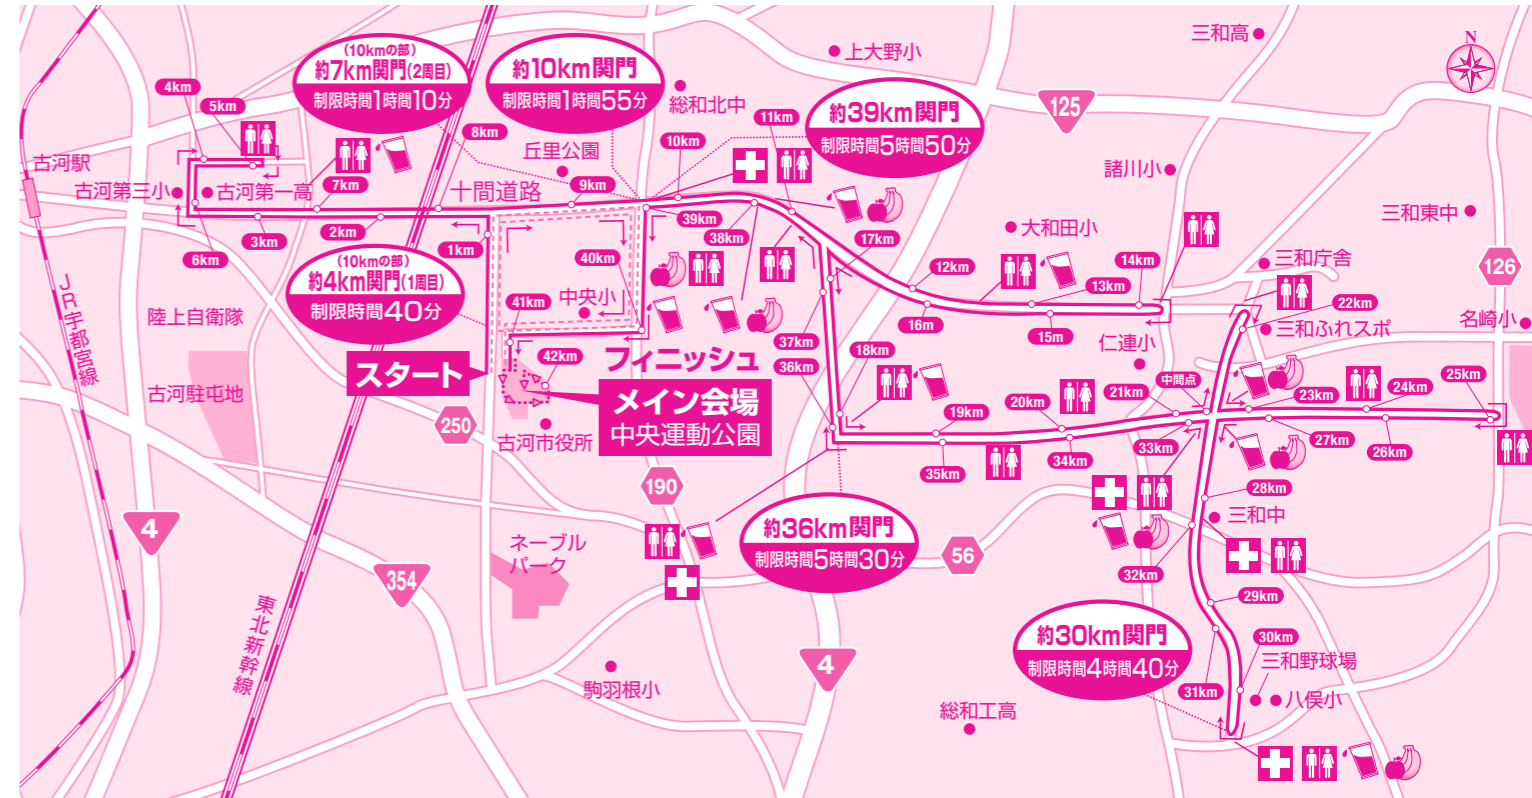 三和高
N
上大野小
(10kmの部)
約7km関門(2周目)
制限時間1時間10分
約10km関門
制限時間1時間55分
4km
5km
総和北中
約39km関門
制限時間5時間50分
125
8km
11km
10km
古河駅
丘里公園
諸川小
古河第三小
古河第一高
7km
十間道路
9km
三和東中
39km
38km
大和田小
6km
3km
2km
1km
17km
三和庁舎
126
40km
12km
13km
14km
(10kmの部)
約4km関門(1周目)
制限時間40分
JR宇都宮線
陸上自衛隊
41km
中央小
16m
15m
22km
三和ふれスポ
名崎小
37km
仁連小
スタート
フィニッシュ
42km
36km
18km
中間点
25km
古河駐屯地
メイン会場
中央運動公園
21km
23km
24km
20km
19km
250
古河市役所
35km
34km
33km
27km
26km
190
28km
4
約36km関門
制限時間5時間30分
三和中
ネーブル
パーク
56
354
32km
29km
東北新幹線
約30km関門
制限時間4時間40分
30km
三和野球場
4
駒羽根小
31km
八俣小
総和工高